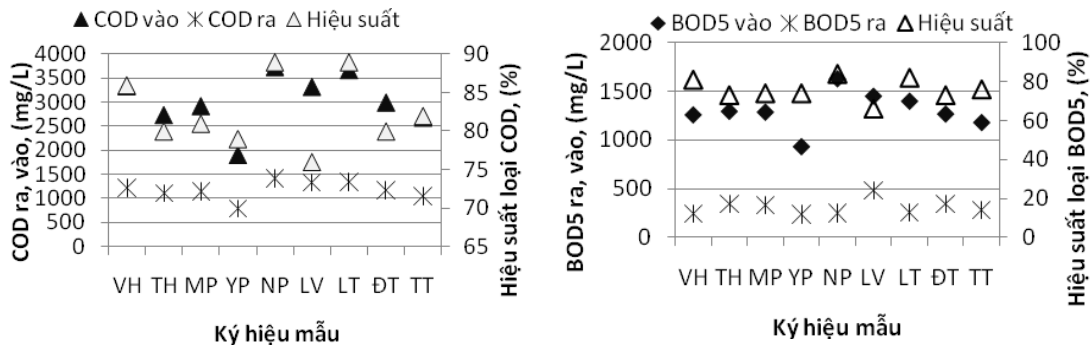 COD vào COD ra Hiệu suất
COD ra, vào, (mg/L)
4000
3500
3000
2500
2000
1500
1000
500
0
90
85
80
75
70
65
Hiệu suất loại COD, (%)
VH TH MP YP NP LV LT ĐT TT
Ký hiệu mẫu
BOD5 vào BOD5 ra Hiệu suất
BOD5 ra, vào, (mg/L)
2000
1500
1000
500
0
100
80
60
40
20
0
Hiệu suất loại BOD5, (%)
VH TH MP YP NP LV LT ĐT TT
Ký hiệu mẫu